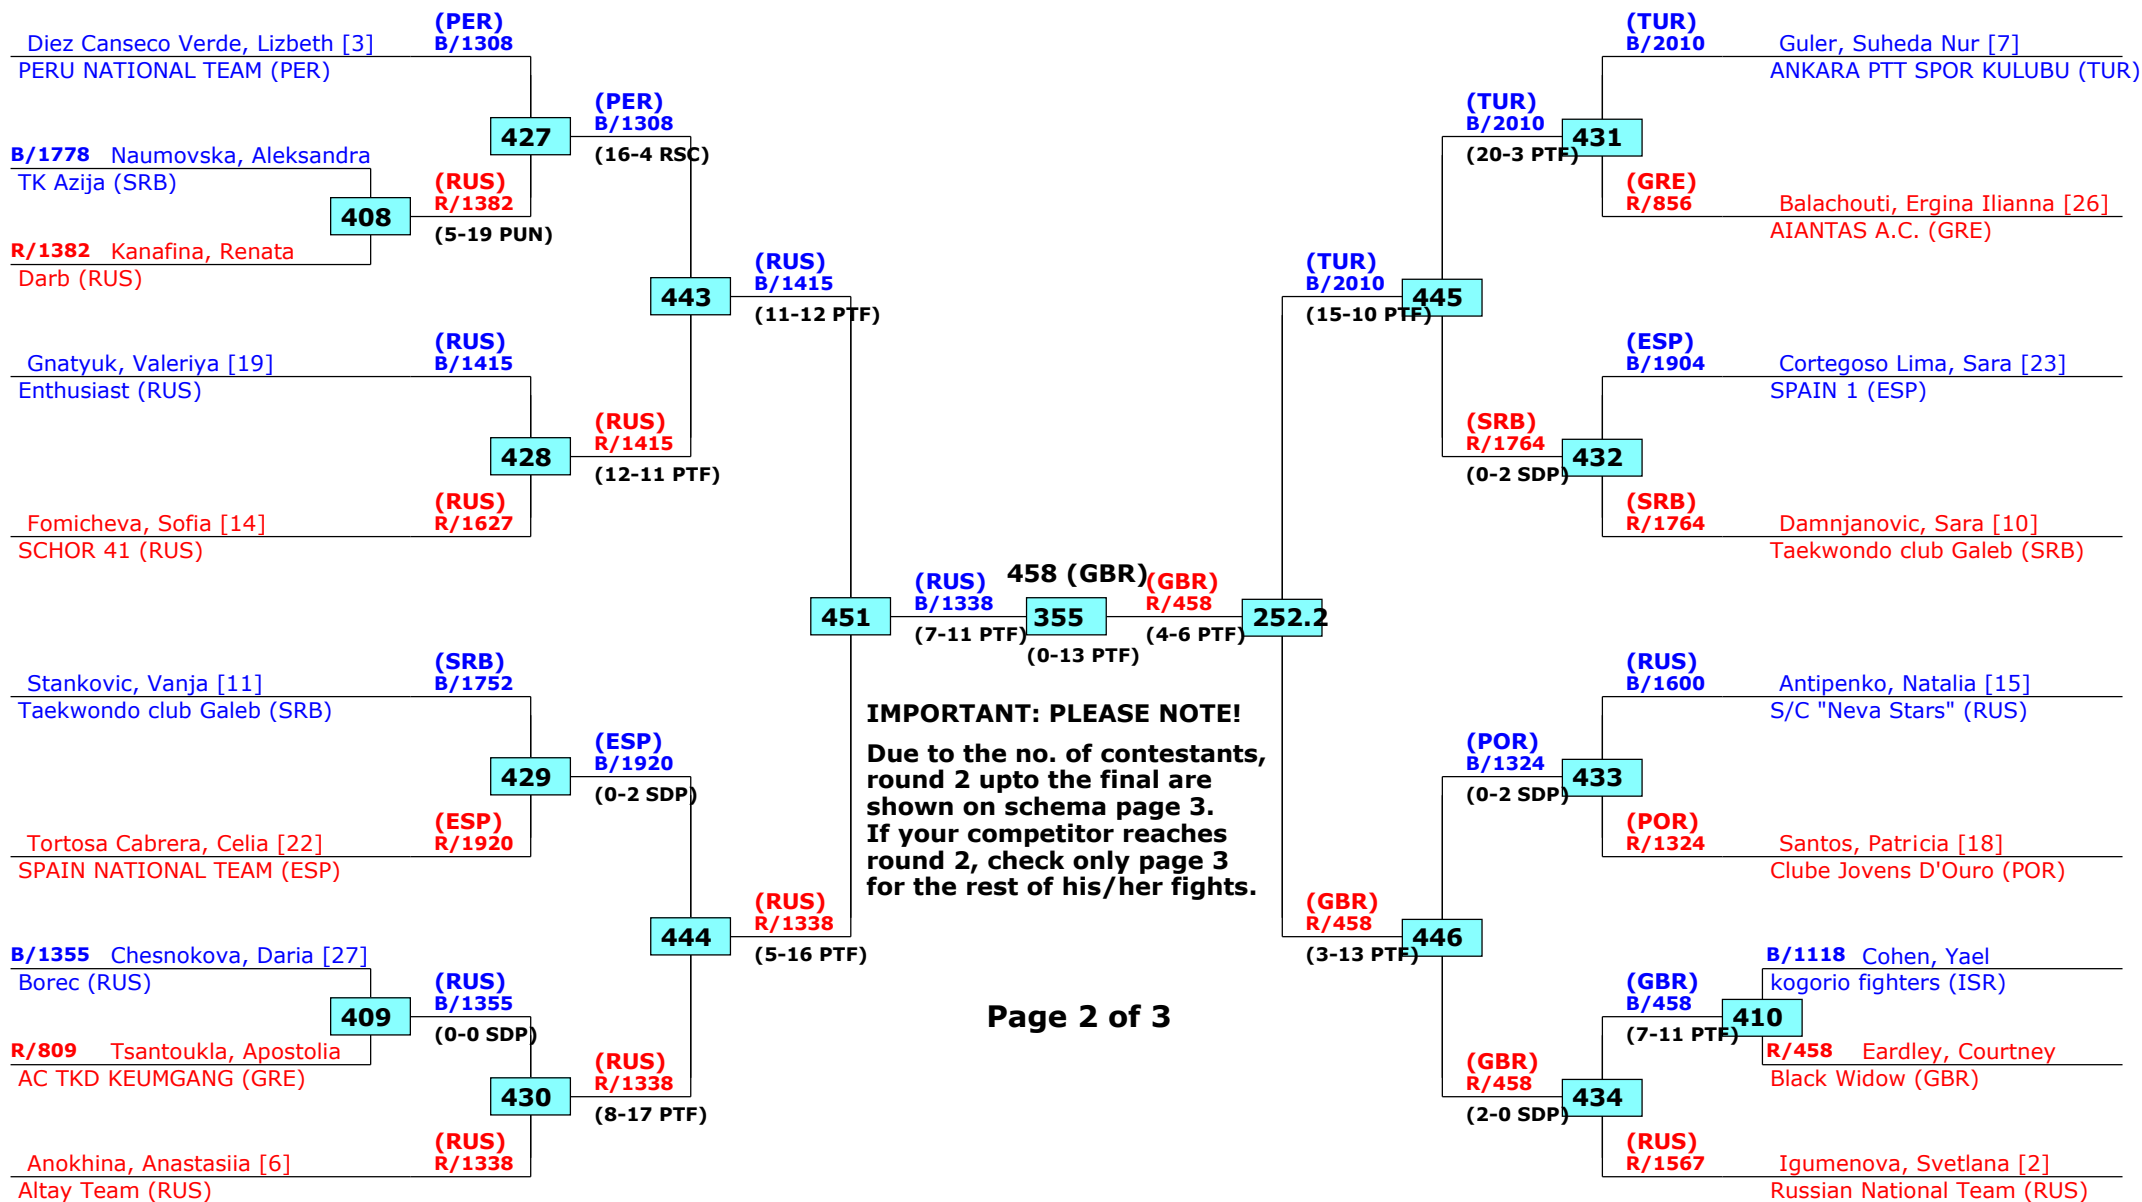 (PER)
B/1308
Diez Canseco Verde, Lizbeth [3]
PERU NATIONAL TEAM (PER)
427
(PER)
B/1308
(16-4 RSC)
B/1778 Naumovska, Aleksandra
TK Azija (SRB)
408
(RUS)
R/1382
(5-19 PUN)
R/1382 Kanafina, Renata
Darb (RUS)
443
(RUS)
B/1415
(11-12 PTF)
(RUS)
B/1415
Gnatyuk, Valeriya [19]
Enthusiast (RUS)
428
(RUS)
R/1415
(12-11 PTF)
(RUS)
R/1627
Fomicheva, Sofia [14]
SCHOR 41 (RUS)
451
(RUS)
B/1338
(7-11 PTF)
458 (GBR)
355
(0-13 PTF)
(GBR)
R/458
(4-6 PTF)
252.2
(SRB)
B/1752
Stankovic, Vanja [11]
Taekwondo club Galeb (SRB)
429
(ESP)
B/1920
(0-2 SDP)
(ESP)
R/1920
Tortosa Cabrera, Celia [22]
SPAIN NATIONAL TEAM (ESP)
444
(RUS)
R/1338
(5-16 PTF)
B/1355 Chesnokova, Daria [27]
Borec (RUS)
409
(RUS)
B/1355
(0-0 SDP)
R/809 Tsantoukla, Apostolia
AC TKD KEUMGANG (GRE)
430
(RUS)
R/1338
(8-17 PTF)
(RUS)
R/1338
Anokhina, Anastasiia [6]
Altay Team (RUS)
IMPORTANT: PLEASE NOTE!
Due to the no. of contestants,
round 2 upto the final are
shown on schema page 3.
If your competitor reaches
round 2, check only page 3
for the rest of his/her fights.
Page 2 of 3
(TUR)
B/2010
Guler, Suheda Nur [7]
ANKARA PTT SPOR KULUBU (TUR)
(TUR)
B/2010
(20-3 PTF)
431
(GRE)
R/856
Balachouti, Ergina Ilianna [26]
AIANTAS A.C. (GRE)
(TUR)
B/2010
(15-10 PTF)
445
(ESP)
B/1904
Cortegoso Lima, Sara [23]
SPAIN 1 (ESP)
(SRB)
R/1764
(0-2 SDP)
432
(SRB)
R/1764
Damnjanovic, Sara [10]
Taekwondo club Galeb (SRB)
(RUS)
B/1600
Antipenko, Natalia [15]
S/C "Neva Stars" (RUS)
(POR)
B/1324
(0-2 SDP)
433
(POR)
R/1324
Santos, Patricia [18]
Clube Jovens D'Ouro (POR)
(GBR)
R/458
(3-13 PTF)
446
B/1118 Cohen, Yael
kogorio fighters (ISR)
(GBR)
B/458
(7-11 PTF)
410
R/458 Eardley, Courtney
Black Widow (GBR)
(GBR)
R/458
(2-0 SDP)
434
(RUS)
R/1567
Igumenova, Svetlana [2]
Russian National Team (RUS)